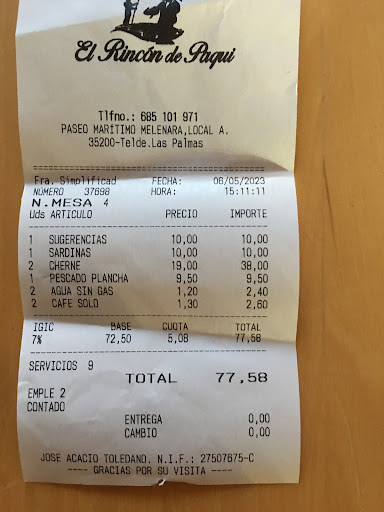 El Rincón de Paqui
Tlfno.: 685 101 971
PASEO MARÍTIMO MELENARA,LOCAL A.
35200-Telde.Las Palmas
Fra. Simplificad FECHA: 06/05/2023
NÚMERO 37698 HORA: 15:11:11
N.MESA 4
Uds ARTICULO PRECIO IMPORTE
1 SUGERENCIAS 10,00 10,00
1 SARDINAS 10,00 10,00
2 CHERNE 19,00 38,00
1 PESCADO PLANCHA 9,50 9,50
2 AGUA SIN GAS 1,20 2,40
2 CAFE SOLO 1,30 2,60
IGIC BASE CUOTA TOTAL
7% 72,50 5,08 77,58
SERVICIOS 9
TOTAL 77,58
EMPLE 2
CONTADO
ENTREGA 0,00
CAMBIO 0,00
JOSE ACACIO TOLEDANO. N.I.F.: 27507675-C
---- GRACIAS POR SU VISITA ----